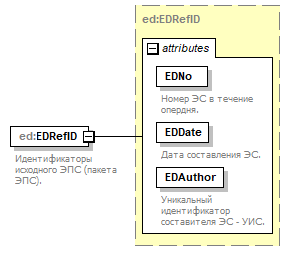 ed:EDRefID
attributes
EDNo
Номер ЭС в течение
опердня.
ed:EDRefID
EDDate
Идентификаторы
исходного ЭПС (пакета
ЭПС).
Дата составления ЭС.
EDAuthor
Уникальный
идентификатор
составителя ЭС - УИС.